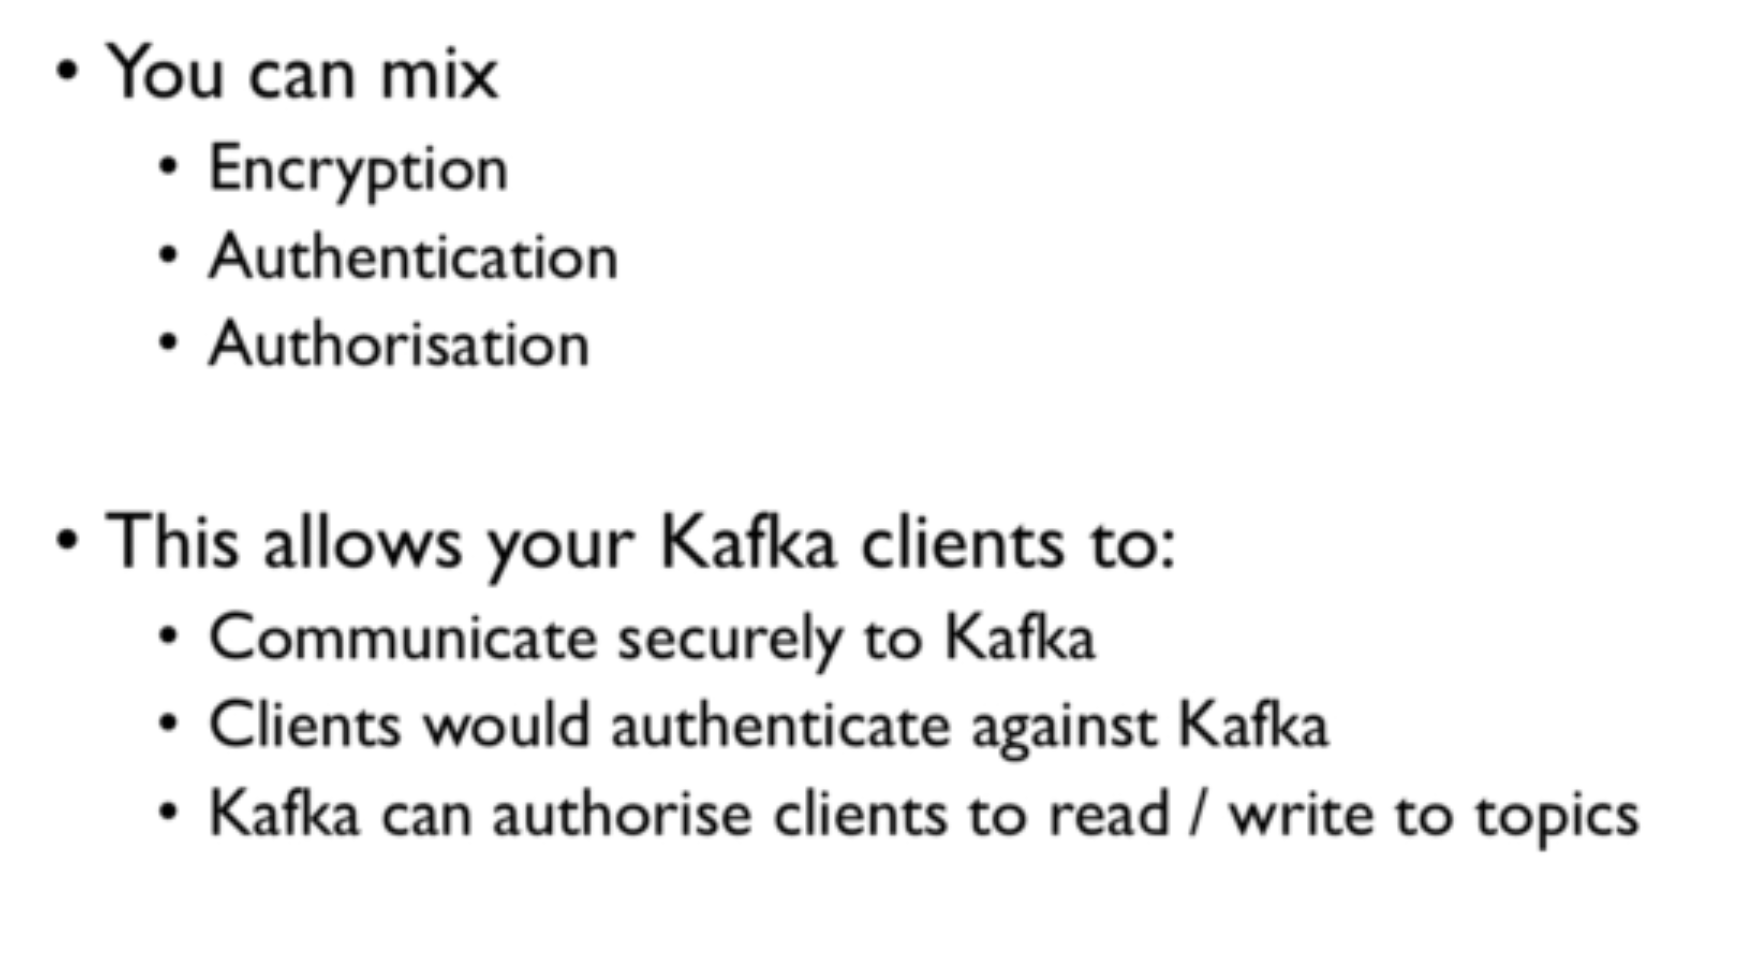 • You can mix
• Encryption
• Authentication
• Authorisation
• This allows your Kafka clients to:
• Communicate securely to Kafka
• Clients would authenticate against Kafka
• Kafka can authorise clients to read / write to topics